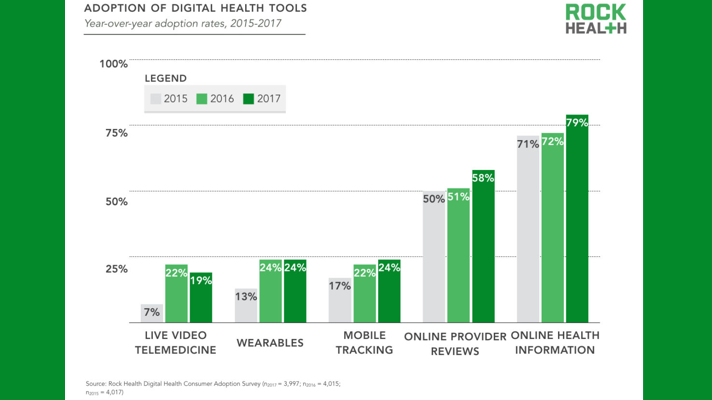 ADOPTION OF DIGITAL HEALTH TOOLS
Year-over-year adoption rates, 2015-2017
ROCK
HEALTH
100%
LEGEND
2015 2016 2017
75%
50%
25%
7% 22% 19%
13% 24% 24%
17% 22% 24%
50% 51% 58%
71% 72% 79%
LIVE VIDEO
TELEMEDICINE
WEARABLES
MOBILE
TRACKING
ONLINE PROVIDER
REVIEWS
ONLINE HEALTH
INFORMATION
Source: Rock Health Digital Health Consumer Adoption Survey (n2017 = 3,997; n2016 = 4,015;
n2015 = 4,017)